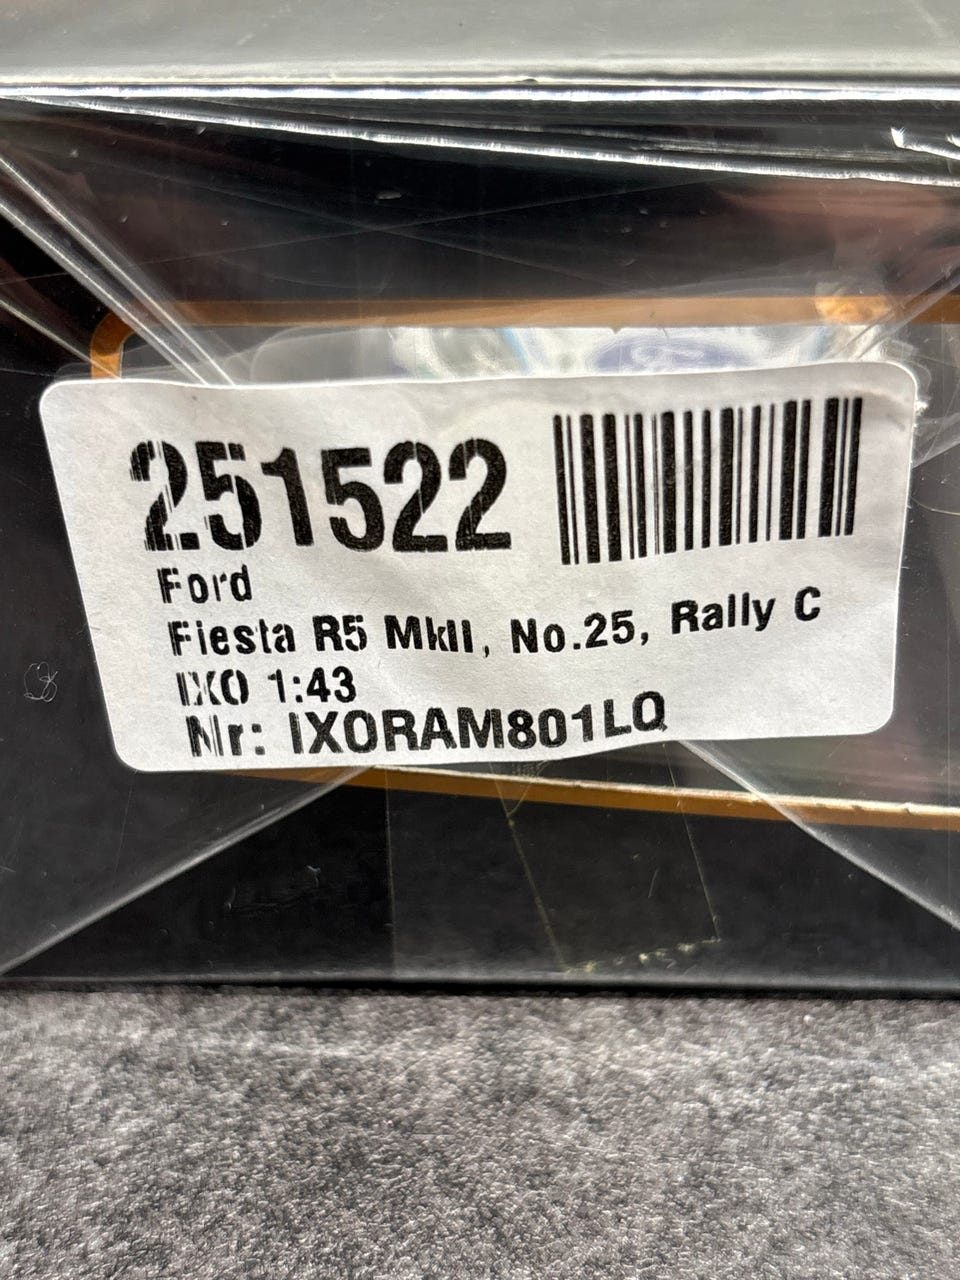 251522
Ford
Fiesta R5 MkII, No.25, Rally C
IXO 1:43
Nr: IXORAM801LQ